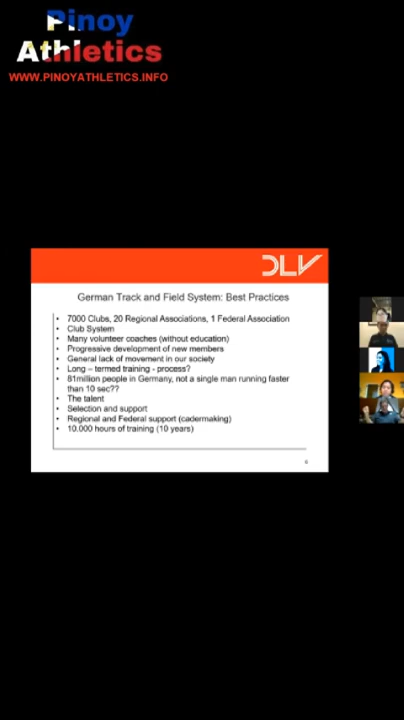 Pinoy
Athletics
WWW.PINOYATHLETICS.INFO
DLV
German Track and Field System: Best Practices
• 7000 Clubs, 20 Regional Associations, 1 Federal Association
• Club System
• Many volunteer coaches (without education)
• Progressive development of new members
• General lack of movement in our society
• Long – termed training - process?
• 81million people in Germany, not a single man running faster
than 10 sec??
• The talent
• Selection and support
• Regional and Federal support (cadermaking)
• 10.000 hours of training (10 years)
6